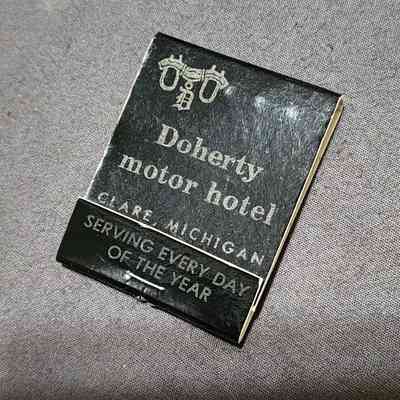 D
Doherty
motor hotel
CLARE, MICHIGAN
SERVING EVERY DAY
OF THE YEAR